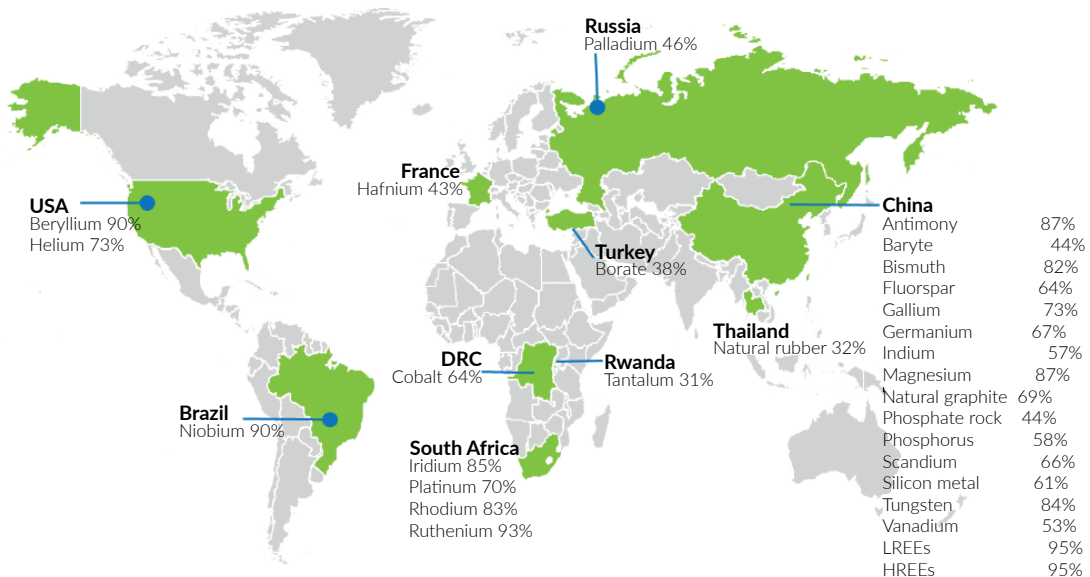 Russia
Palladium 46%
France
Hafnium 43%
USA
Beryllium 90%
Helium 73%
China
Antimony 87%
Baryte 44%
Bismuth 82%
Fluorspar 64%
Gallium 73%
Germanium 67%
Indium 57%
Magnesium 87%
Natural graphite 69%
Phosphate rock 44%
Phosphorus 58%
Scandium 66%
Silicon metal 61%
Tungsten 84%
Vanadium 53%
LREEs 95%
HREEs 95%
Turkey
Borate 38%
Thailand
Natural rubber 32%
DRC
Cobalt 64%
Rwanda
Tantalum 31%
Brazil
Niobium 90%
South Africa
Iridium 85%
Platinum 70%
Rhodium 83%
Ruthenium 93%